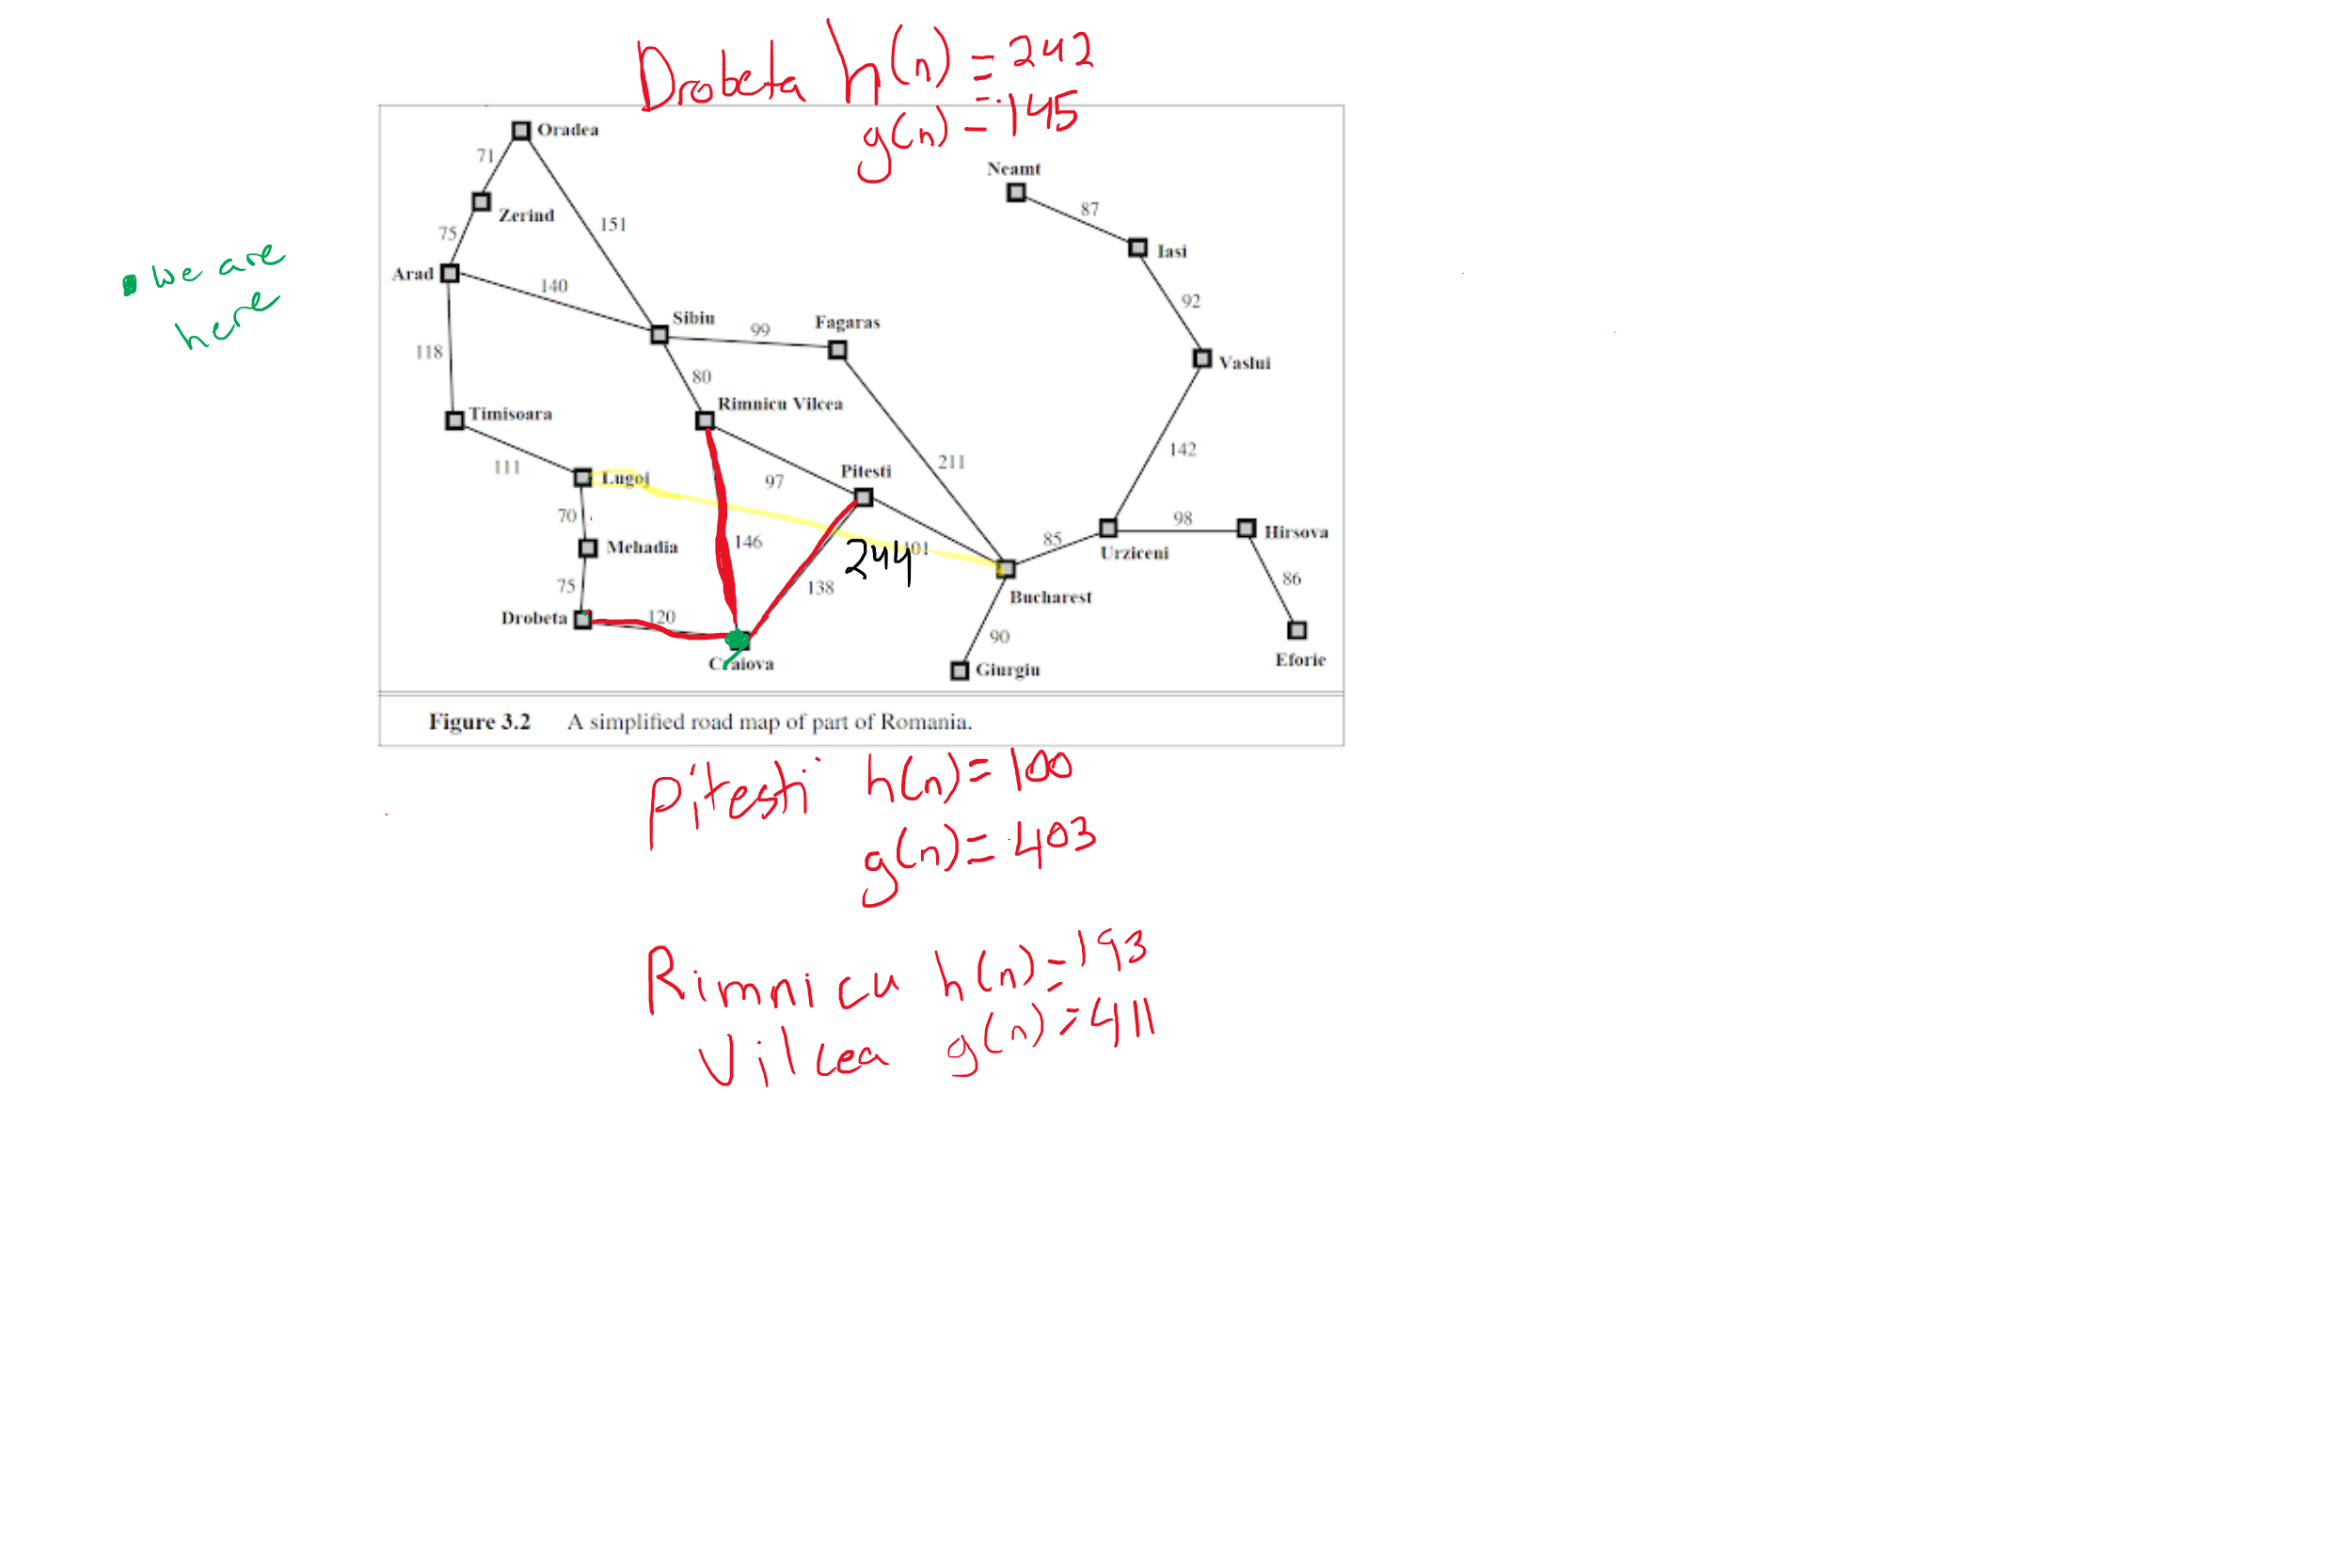 Drobeta h(n) = 242
g(n) = 145
Oradea
71
Neamt
87
Zerind
151
75
Iasi
• we are
here
Arad
140
92
Sibiu
99
Fagaras
118
80
Vaslui
Rimnicu Vilcea
Timisoara
142
211
111
Pitesti
97
Lugoj
70
98
Hirsova
85
146
101
244
Mehadia
Urziceni
75
138
86
Bucharest
Drobeta
120
90
Craiova
Giurgiu
Eforie
Figure 3.2 A simplified road map of part of Romania.
Pitesti h(n) = 100
g(n) = 403
Rimnicu h(n) = 193
Vilcea g(n) = 411